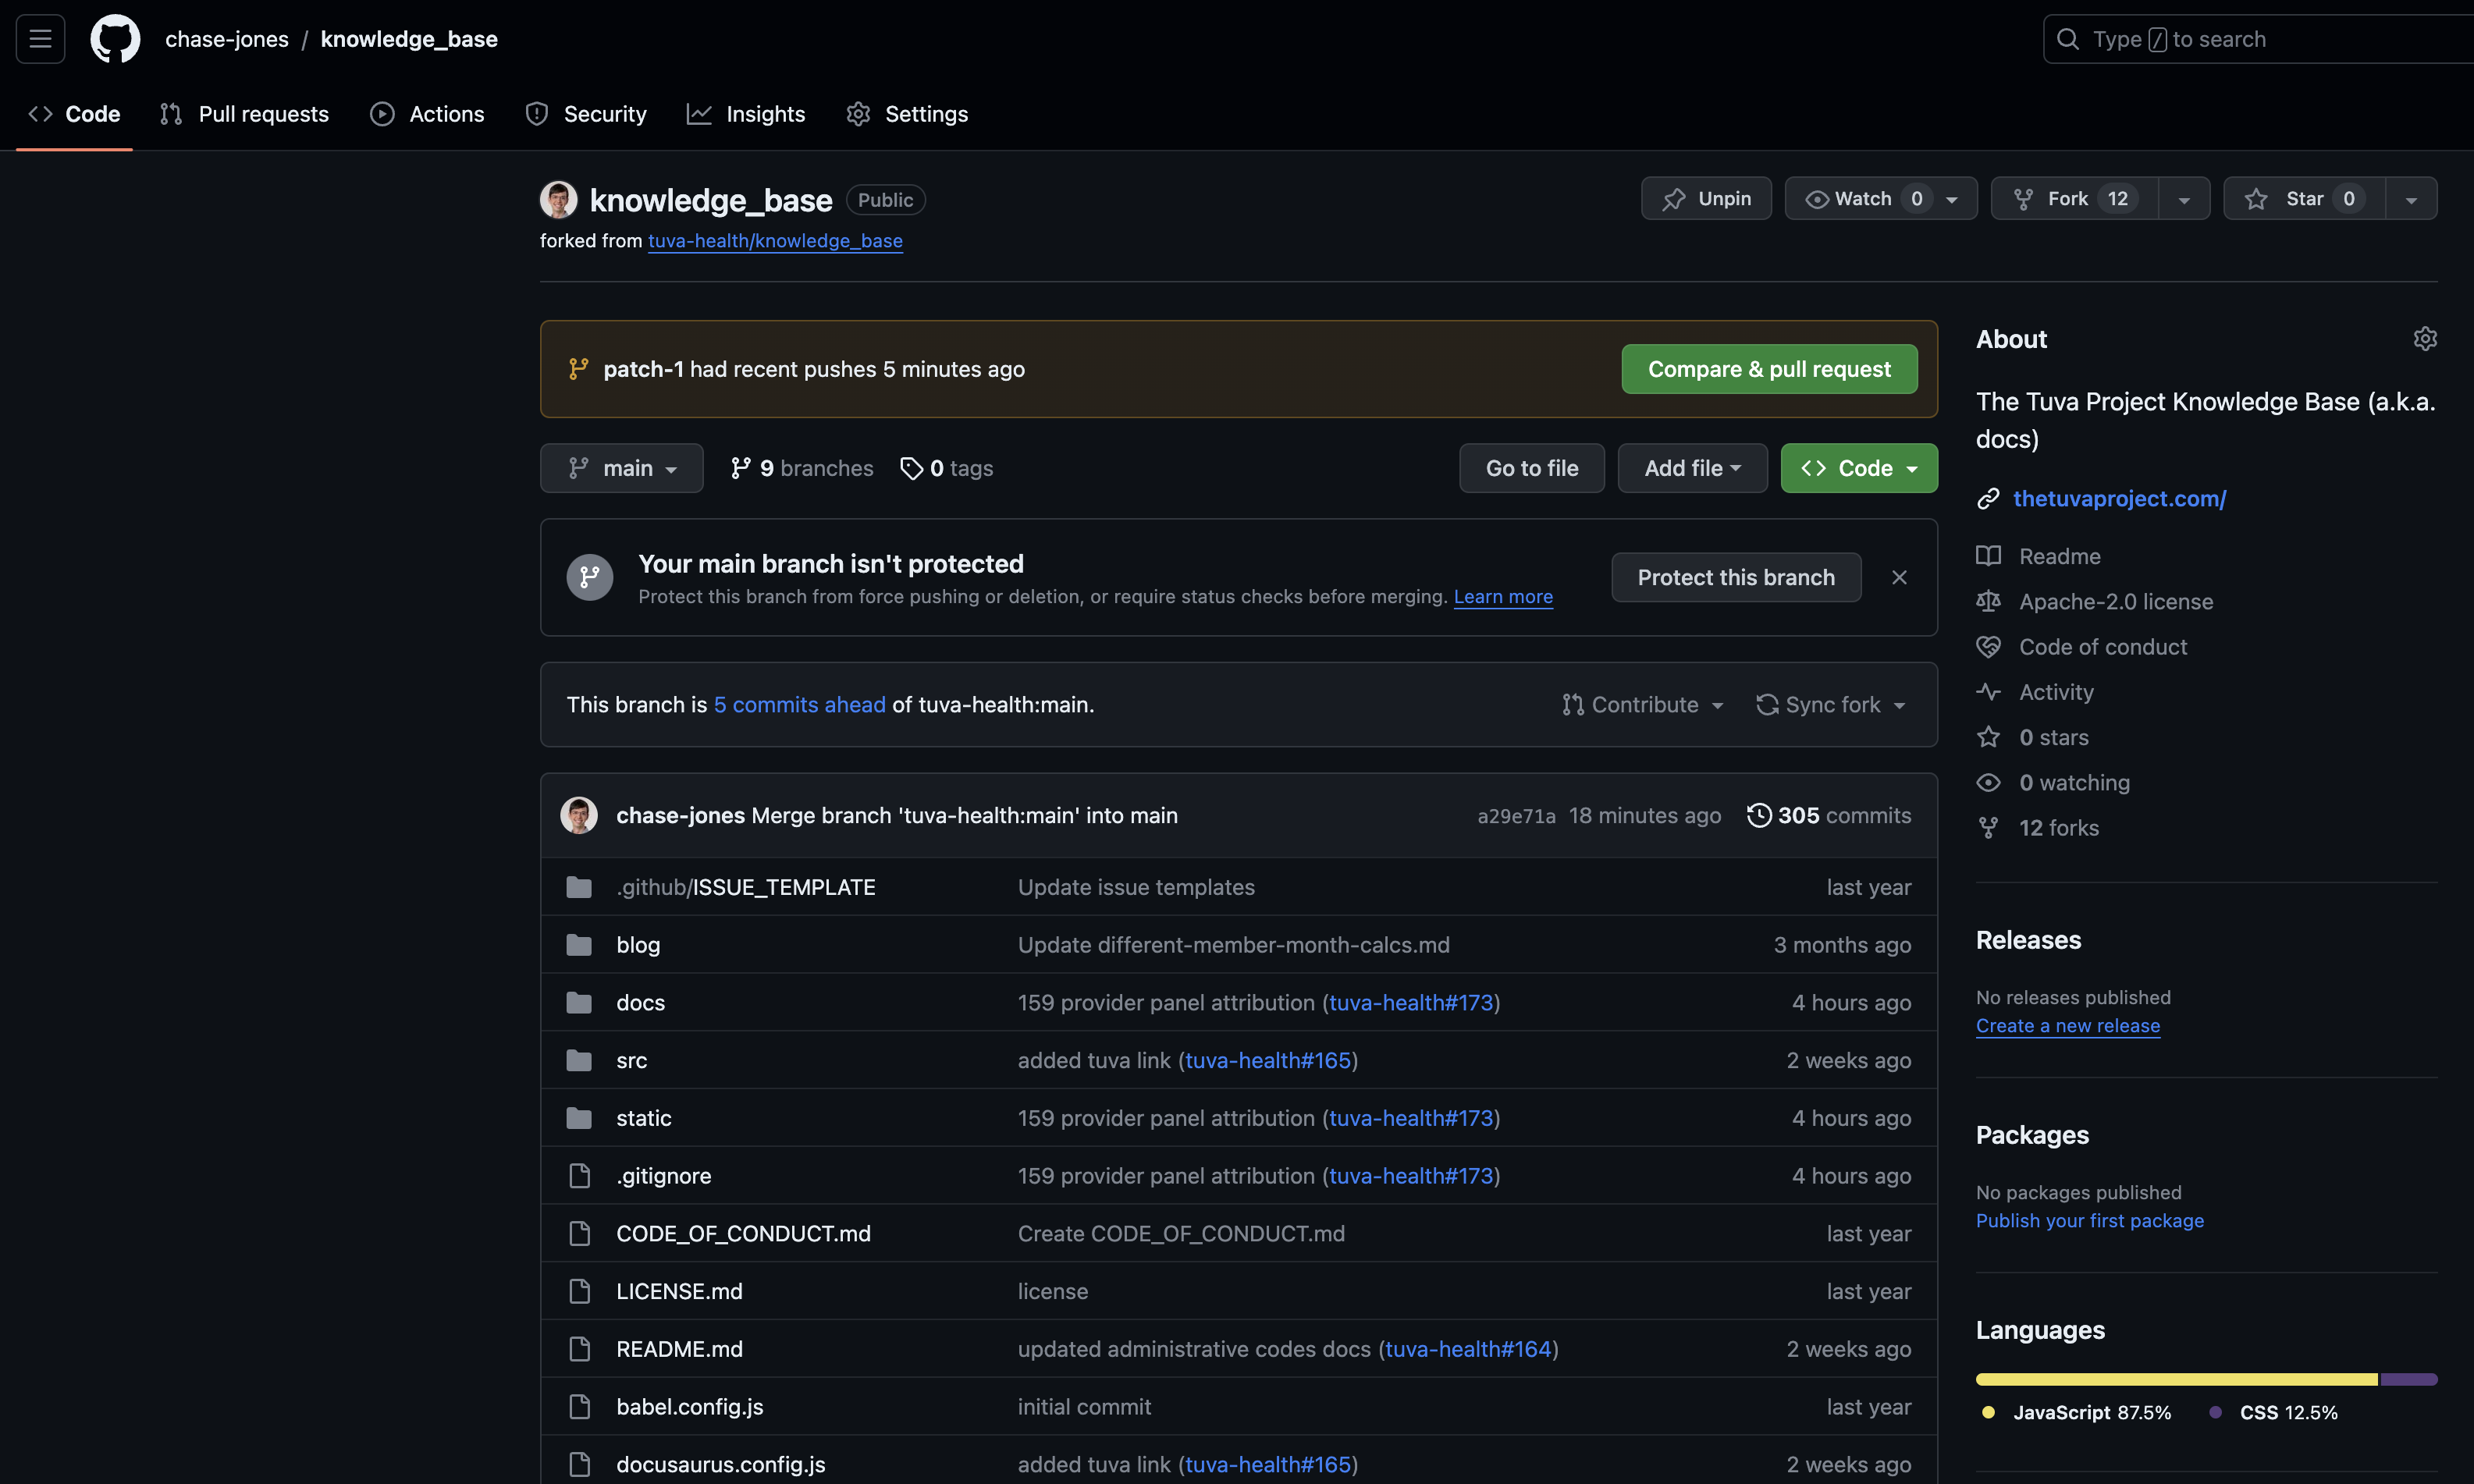 chase-jones / knowledge_base
Type / to search
Code Pull requests Actions Security Insights Settings
knowledge_base Public
Unpin Watch 0 Fork 12 Star 0
forked from tuva-health/knowledge_base
patch-1 had recent pushes 5 minutes ago
Compare & pull request
main 9 branches 0 tags
Go to file Add file Code
Your main branch isn't protected
Protect this branch from force pushing or deletion, or require status checks before merging. Learn more
Protect this branch
This branch is 5 commits ahead of tuva-health:main.
Contribute Sync fork
chase-jones Merge branch 'tuva-health:main' into main a29e71a 18 minutes ago 305 commits
.github/ISSUE_TEMPLATE Update issue templates last year
blog Update different-member-month-calcs.md 3 months ago
docs 159 provider panel attribution (tuva-health#173) 4 hours ago
src added tuva link (tuva-health#165) 2 weeks ago
static 159 provider panel attribution (tuva-health#173) 4 hours ago
.gitignore 159 provider panel attribution (tuva-health#173) 4 hours ago
CODE_OF_CONDUCT.md Create CODE_OF_CONDUCT.md last year
LICENSE.md license last year
README.md updated administrative codes docs (tuva-health#164) 2 weeks ago
babel.config.js initial commit last year
docusaurus.config.js added tuva link (tuva-health#165) 2 weeks ago
About
The Tuva Project Knowledge Base (a.k.a.
docs)
thetuvaproject.com/
Readme
Apache-2.0 license
Code of conduct
Activity
0 stars
0 watching
12 forks
Releases
No releases published
Create a new release
Packages
No packages published
Publish your first package
Languages
JavaScript 87.5% CSS 12.5%